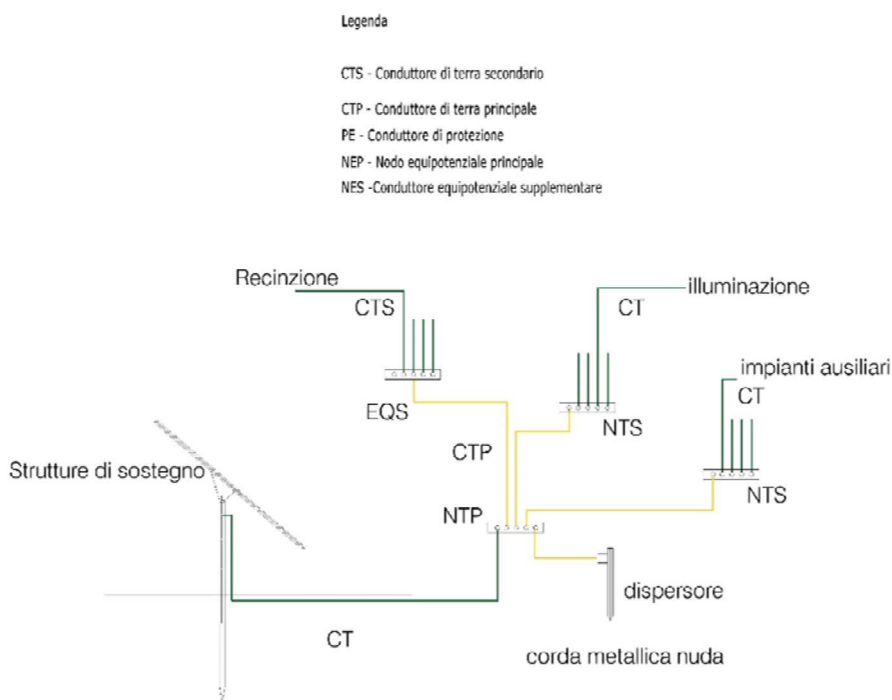 Legenda
CTS - Conduttore di terra secondario
CTP - Conduttore di terra principale
PE - Conduttore di protezione
NEP - Nodo equipotenziale principale
NES -Conduttore equipotenziale supplementare
Recinzione
CTS
CT
illuminazione
impianti ausiliari
CT
EQS
NTS
CTP
Strutture di sostegno
NTS
NTP
dispersore
CT
corda metallica nuda